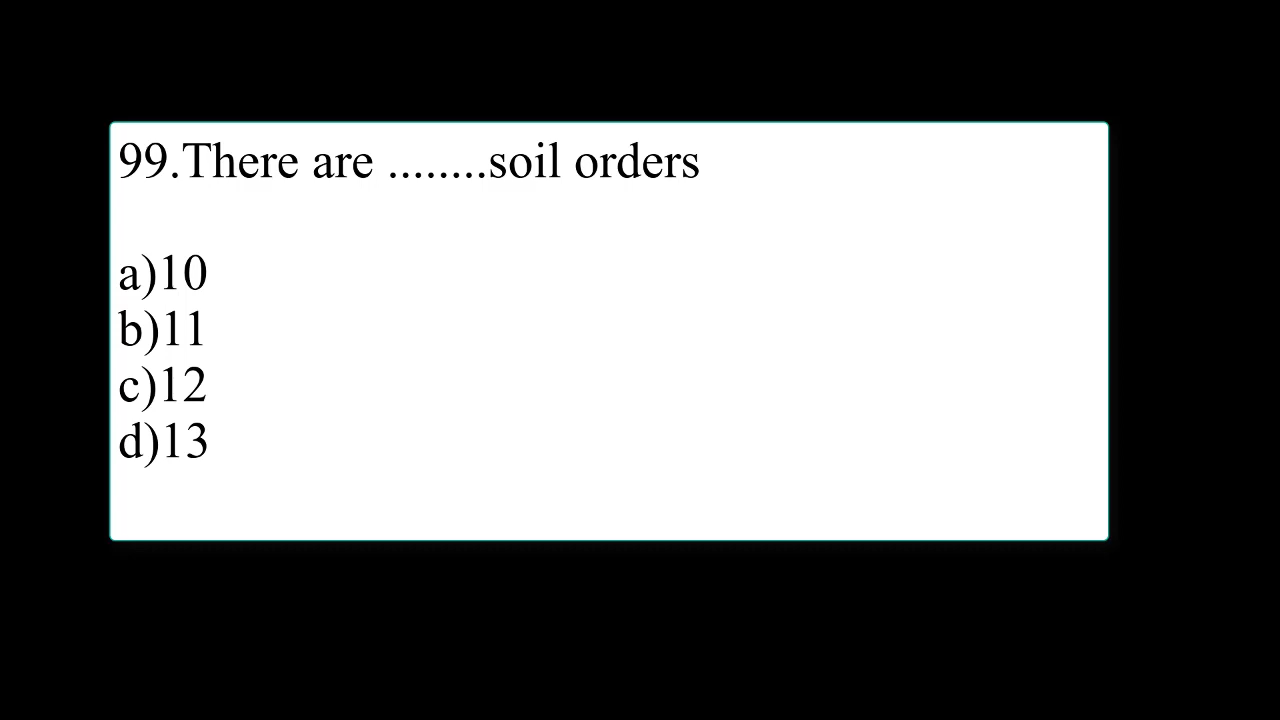 99.There are ........soil orders
a)10
b)11
c)12
d)13